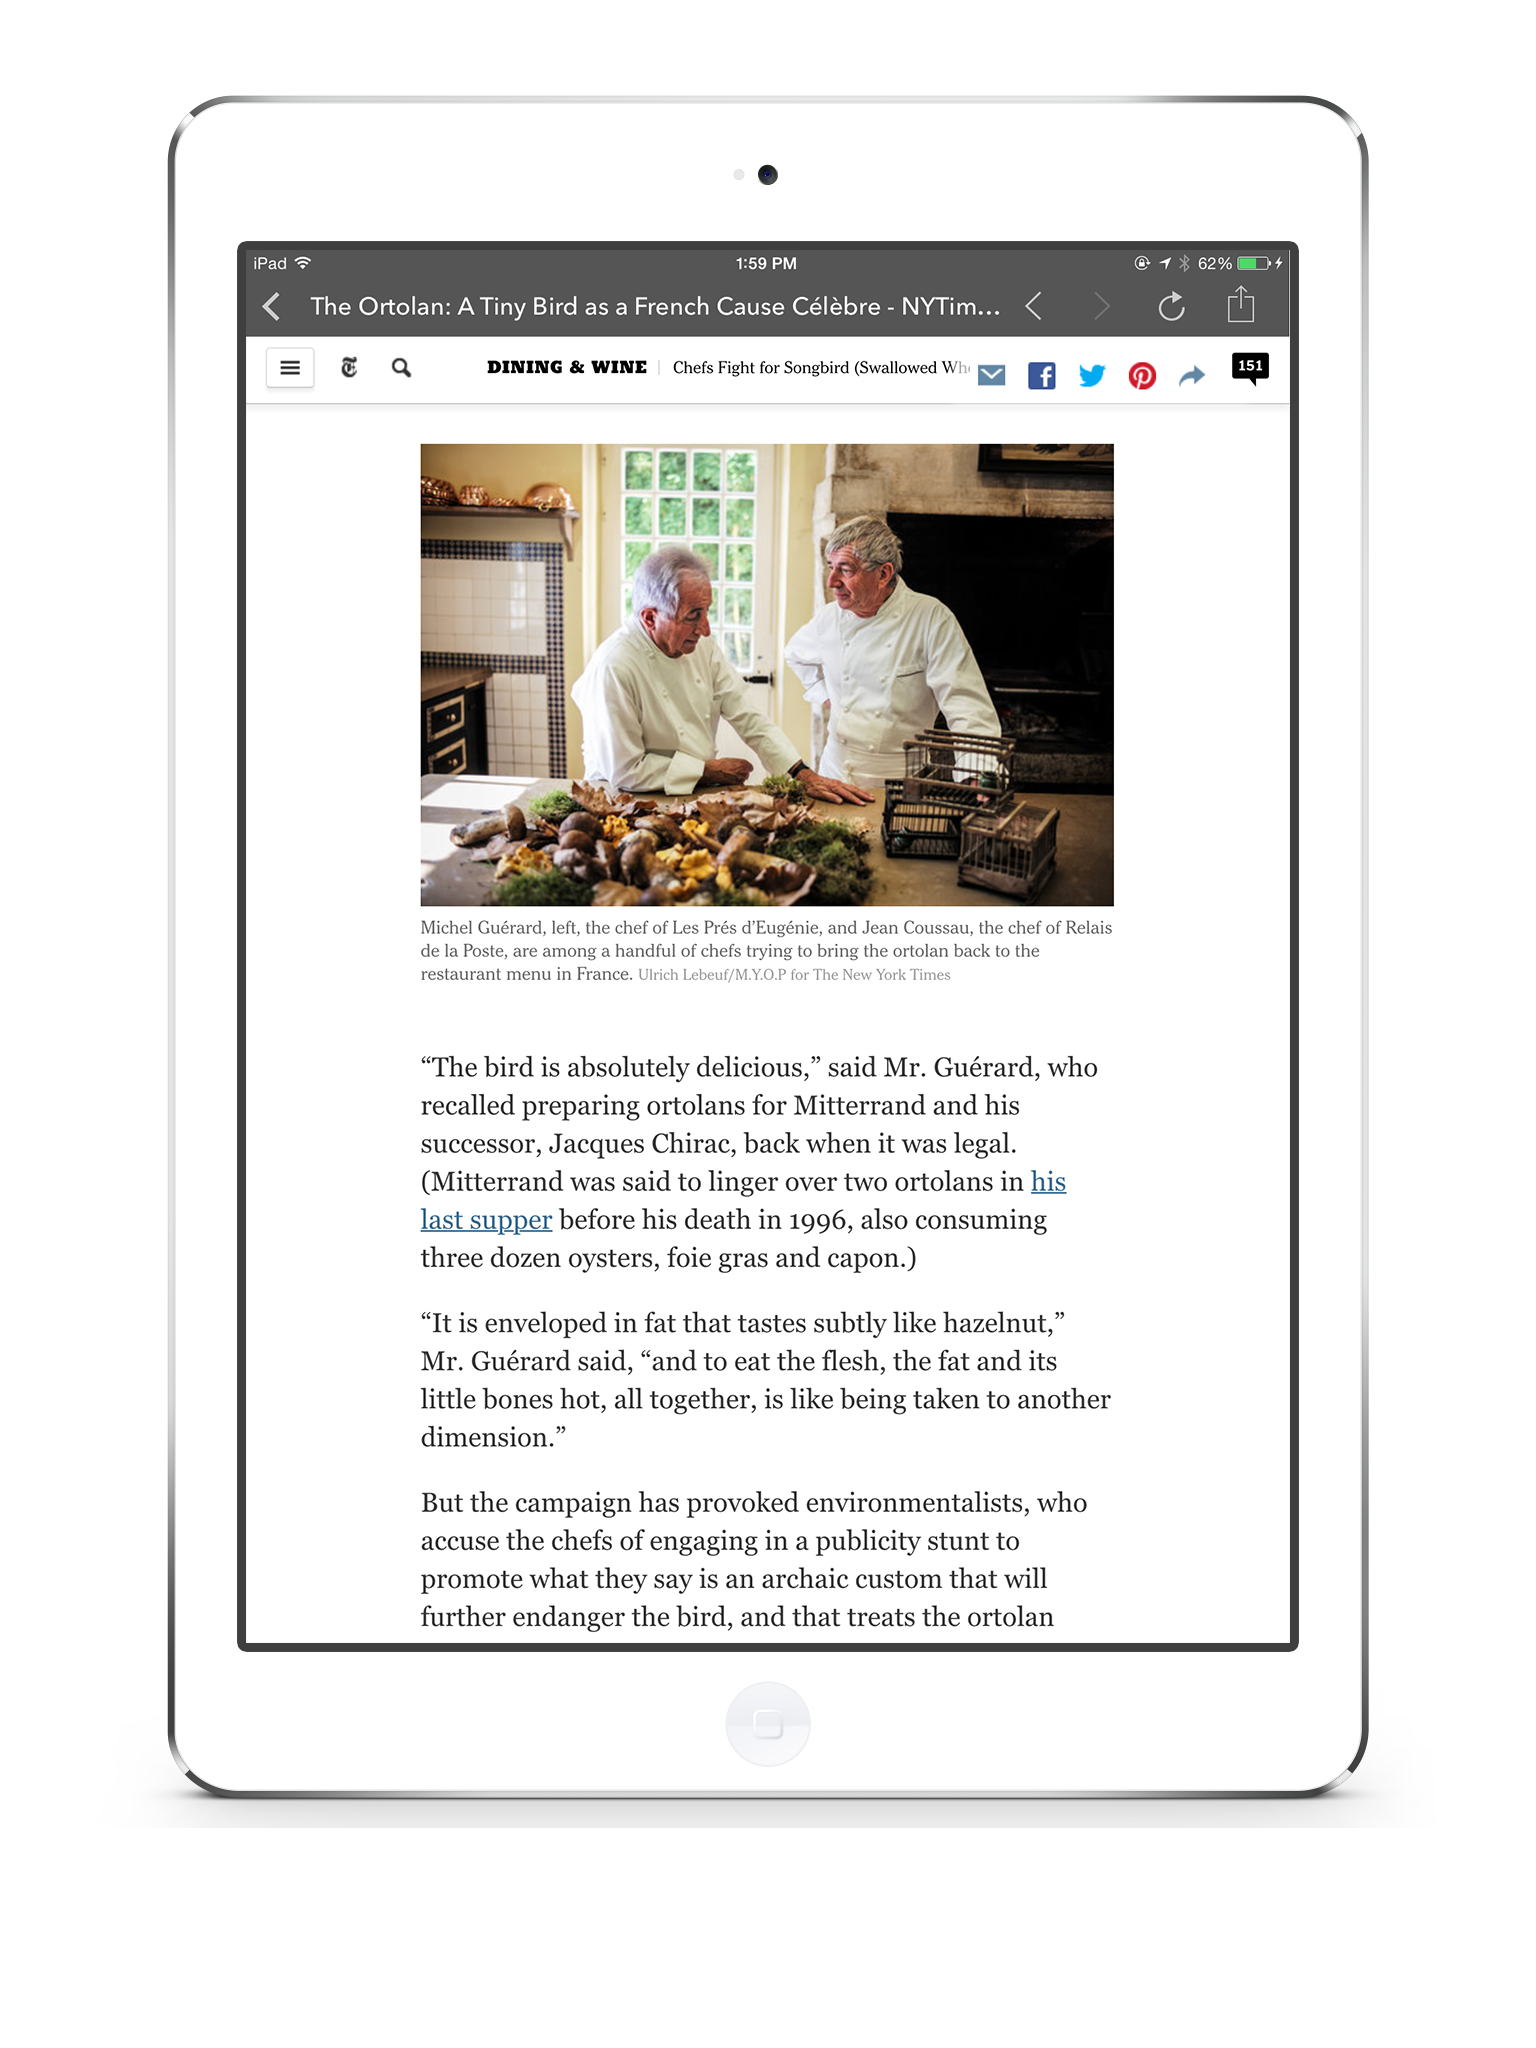 iPad
1:59 PM
62%
The Ortolan: A Tiny Bird as a French Cause Célèbre - NYTim...
DINING & WINE
Chefs Fight for Songbird (Swallowed Who
151
Michel Guérard, left, the chef of Les Prés d’Eugénie, and Jean Coussau, the chef of Relais
de la Poste, are among a handful of chefs trying to bring the ortolan back to the
restaurant menu in France. Ulrich Lebeuf/M.Y.O.P for The New York Times
“The bird is absolutely delicious,” said Mr. Guérard, who
recalled preparing ortolans for Mitterrand and his
successor, Jacques Chirac, back when it was legal.
(Mitterrand was said to linger over two ortolans in his
last supper before his death in 1996, also consuming
three dozen oysters, foie gras and capon.)
“It is enveloped in fat that tastes subtly like hazelnut,”
Mr. Guérard said, “and to eat the flesh, the fat and its
little bones hot, all together, is like being taken to another
dimension.”
But the campaign has provoked environmentalists, who
accuse the chefs of engaging in a publicity stunt to
promote what they say is an archaic custom that will
further endanger the bird, and that treats the ortolan